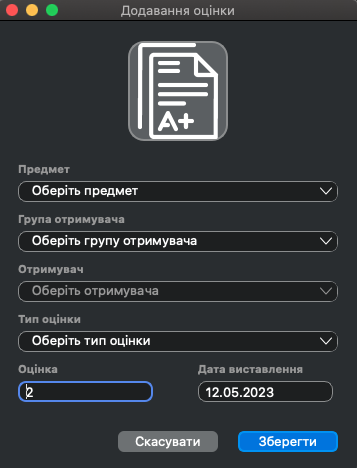 Додавання оцінки
A+
Предмет
Оберіть предмет
Група отримувача
Оберіть групу отримувача
Отримувач
Оберіть отримувача
Тип оцінки
Оберіть тип оцінки
Оцінка Дата виставлення
2 12.05.2023
Скасувати Зберегти